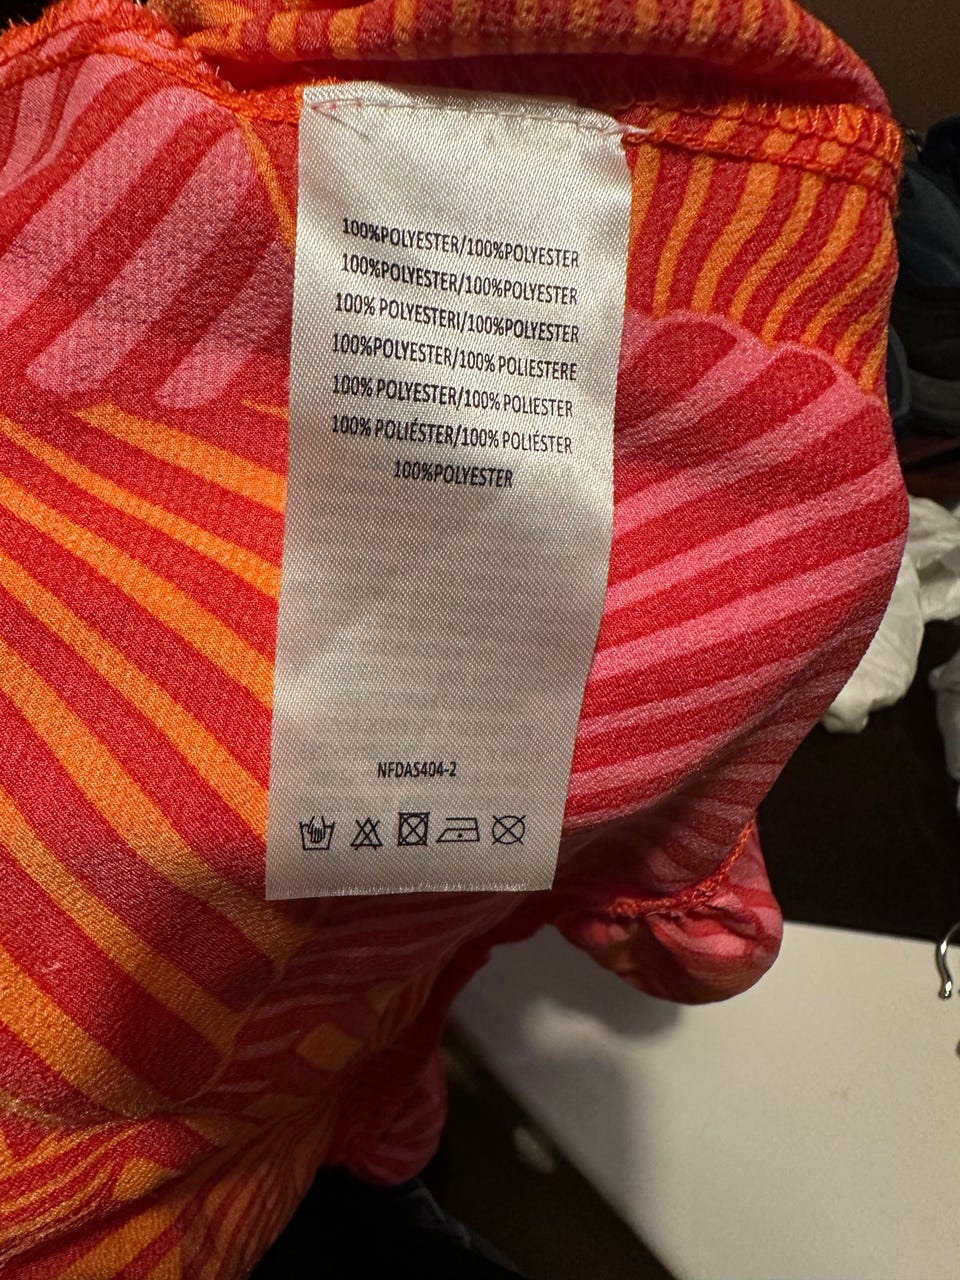 100%POLYESTER/100%POLYESTER
100%POLYESTER/100%POLYESTER
100% POLYESTERI/100%POLYESTER
100%POLYESTER/100% POLIESTERE
100% POLYESTER/100% POLIESTER
100% POLIÉSTER/100% POLIÉSTER
100%POLYESTER
NFDAS404-2